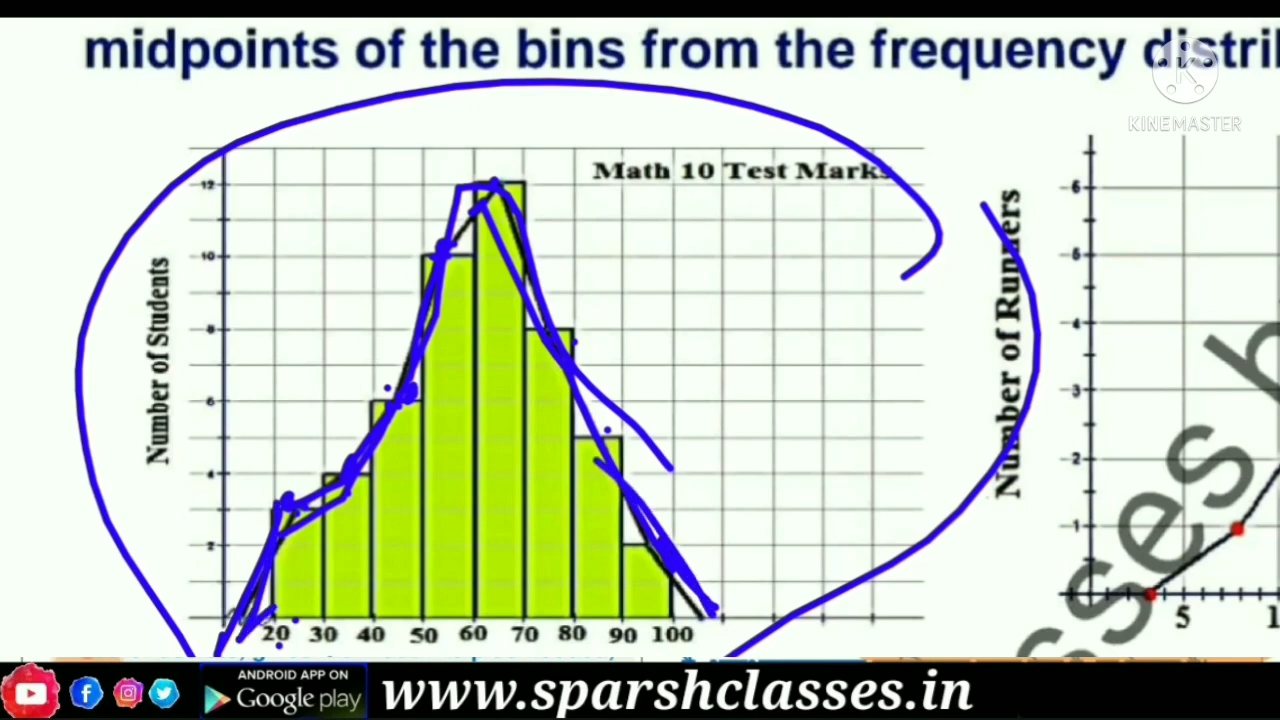 midpoints of the bins from the frequency
KINEMASTER
Math 10 Test Marks
Number of Students
12
10
8
6
4
2
20 30 40 50 60 70 80 90 100
Number of Runners
6
5
4
3
2
1
5
sses
ANDROID APP ON
Google play
www.sparshclasses.in